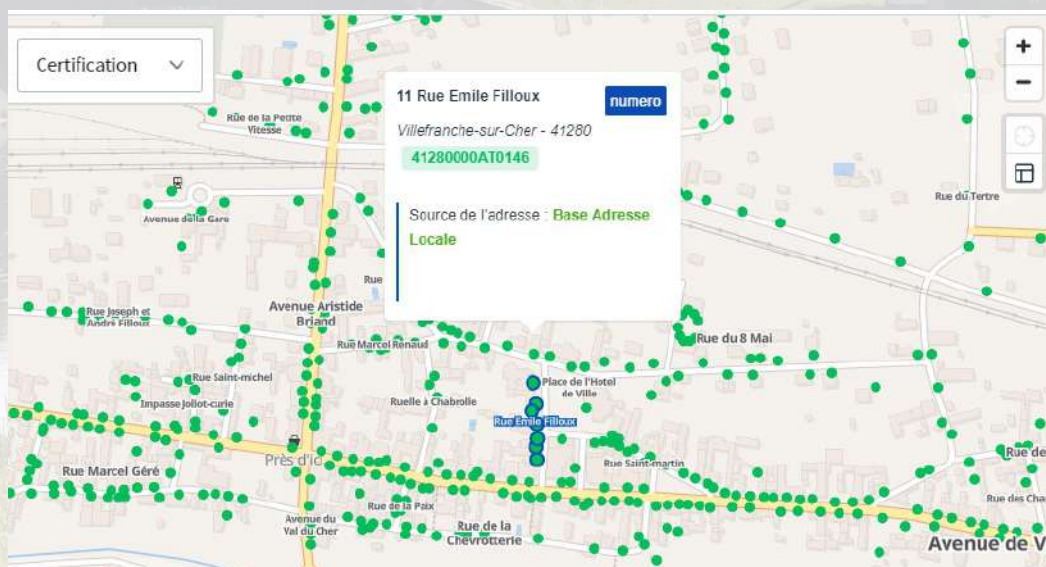 Certification
11 Rue Emile Filloux
numero
Villefranche-sur-Cher - 41280
41280000AT0146
Source de l'adresse : Base Adresse
Locale
Rue de la Petite
Vitesse
Avenue de la Gare
Rue du Tertre
Rue
Avenue Aristide
Briand
Rue Joseph et
André Filloux
Rue Marcel Renaud
Rue du 8 Mai
Rue Saint-michel
Place de l'Hotel
de Ville
Impasse Joliot-curie
Ruelle à Chabrolle
Rue Emile Filloux
Près d'ici
Rue Saint-martin
Rue de
Rue Marcel Géré
Rue de la Paix
Rue des Cha
Avenue du
Val du Cher
Rue de la
Chevrotterie
Avenue de V